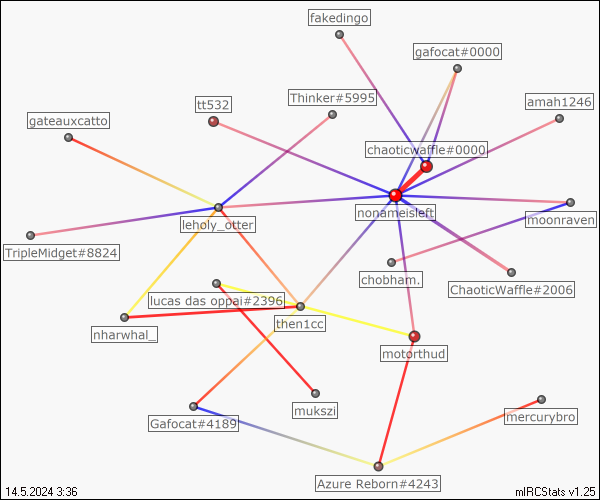 fakedingo
gafocat#0000
Thinker#5995
tt532
amah1246
gateauxcatto
chaoticwaffle#0000
nonameisleft
moonraven
leholy_otter
TripleMidget#8824
chobham.
ChaoticWaffle#2006
lucas das oppai#2396
then1cc
nharwhal_
motorthud
mukszi
Gafocat#4189
mercurybro
Azure Reborn#4243
14.5.2024 3:36
mIRCStats v1.25